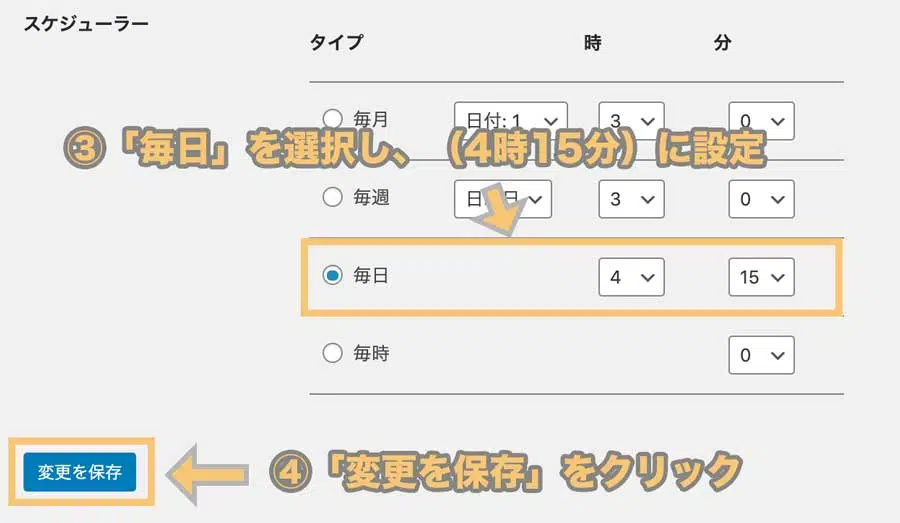 スケジューラー
タイプ 時 分
毎月 日付: 1 3 0
③「毎日」を選択し、（4時15分）に設定
毎週 日曜日 3 0
毎日 4 15
毎時 0
変更を保存
④「変更を保存」をクリック